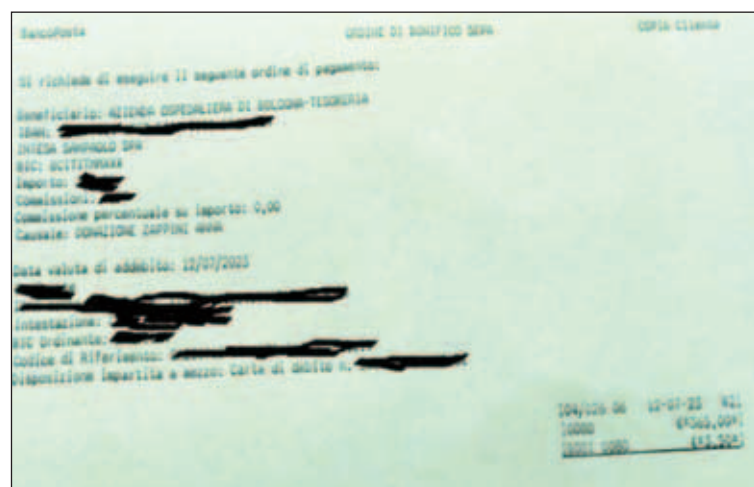 BancoPosta ORDINE DI BONIFICO SEPA COPIA Cliente
Si richiede di eseguire il seguente ordine di pagamento:
Beneficiario: AZIENDA OSPEDALIERA DI BOLOGNA-TESORERIA
IBAN:
INTESA SANPAOLO SPA
BIC:
Importo:
Commissioni:
Commissione percentuale su importo: 0,00
Causale: DONAZIONE ZAPPINI ANNA
Data valuta di addebito: 12/07/2023
Intestazione:
BIC Ordinante:
Codice di Riferimento:
Disposizione impartita a mezzo: Carta di debito n.